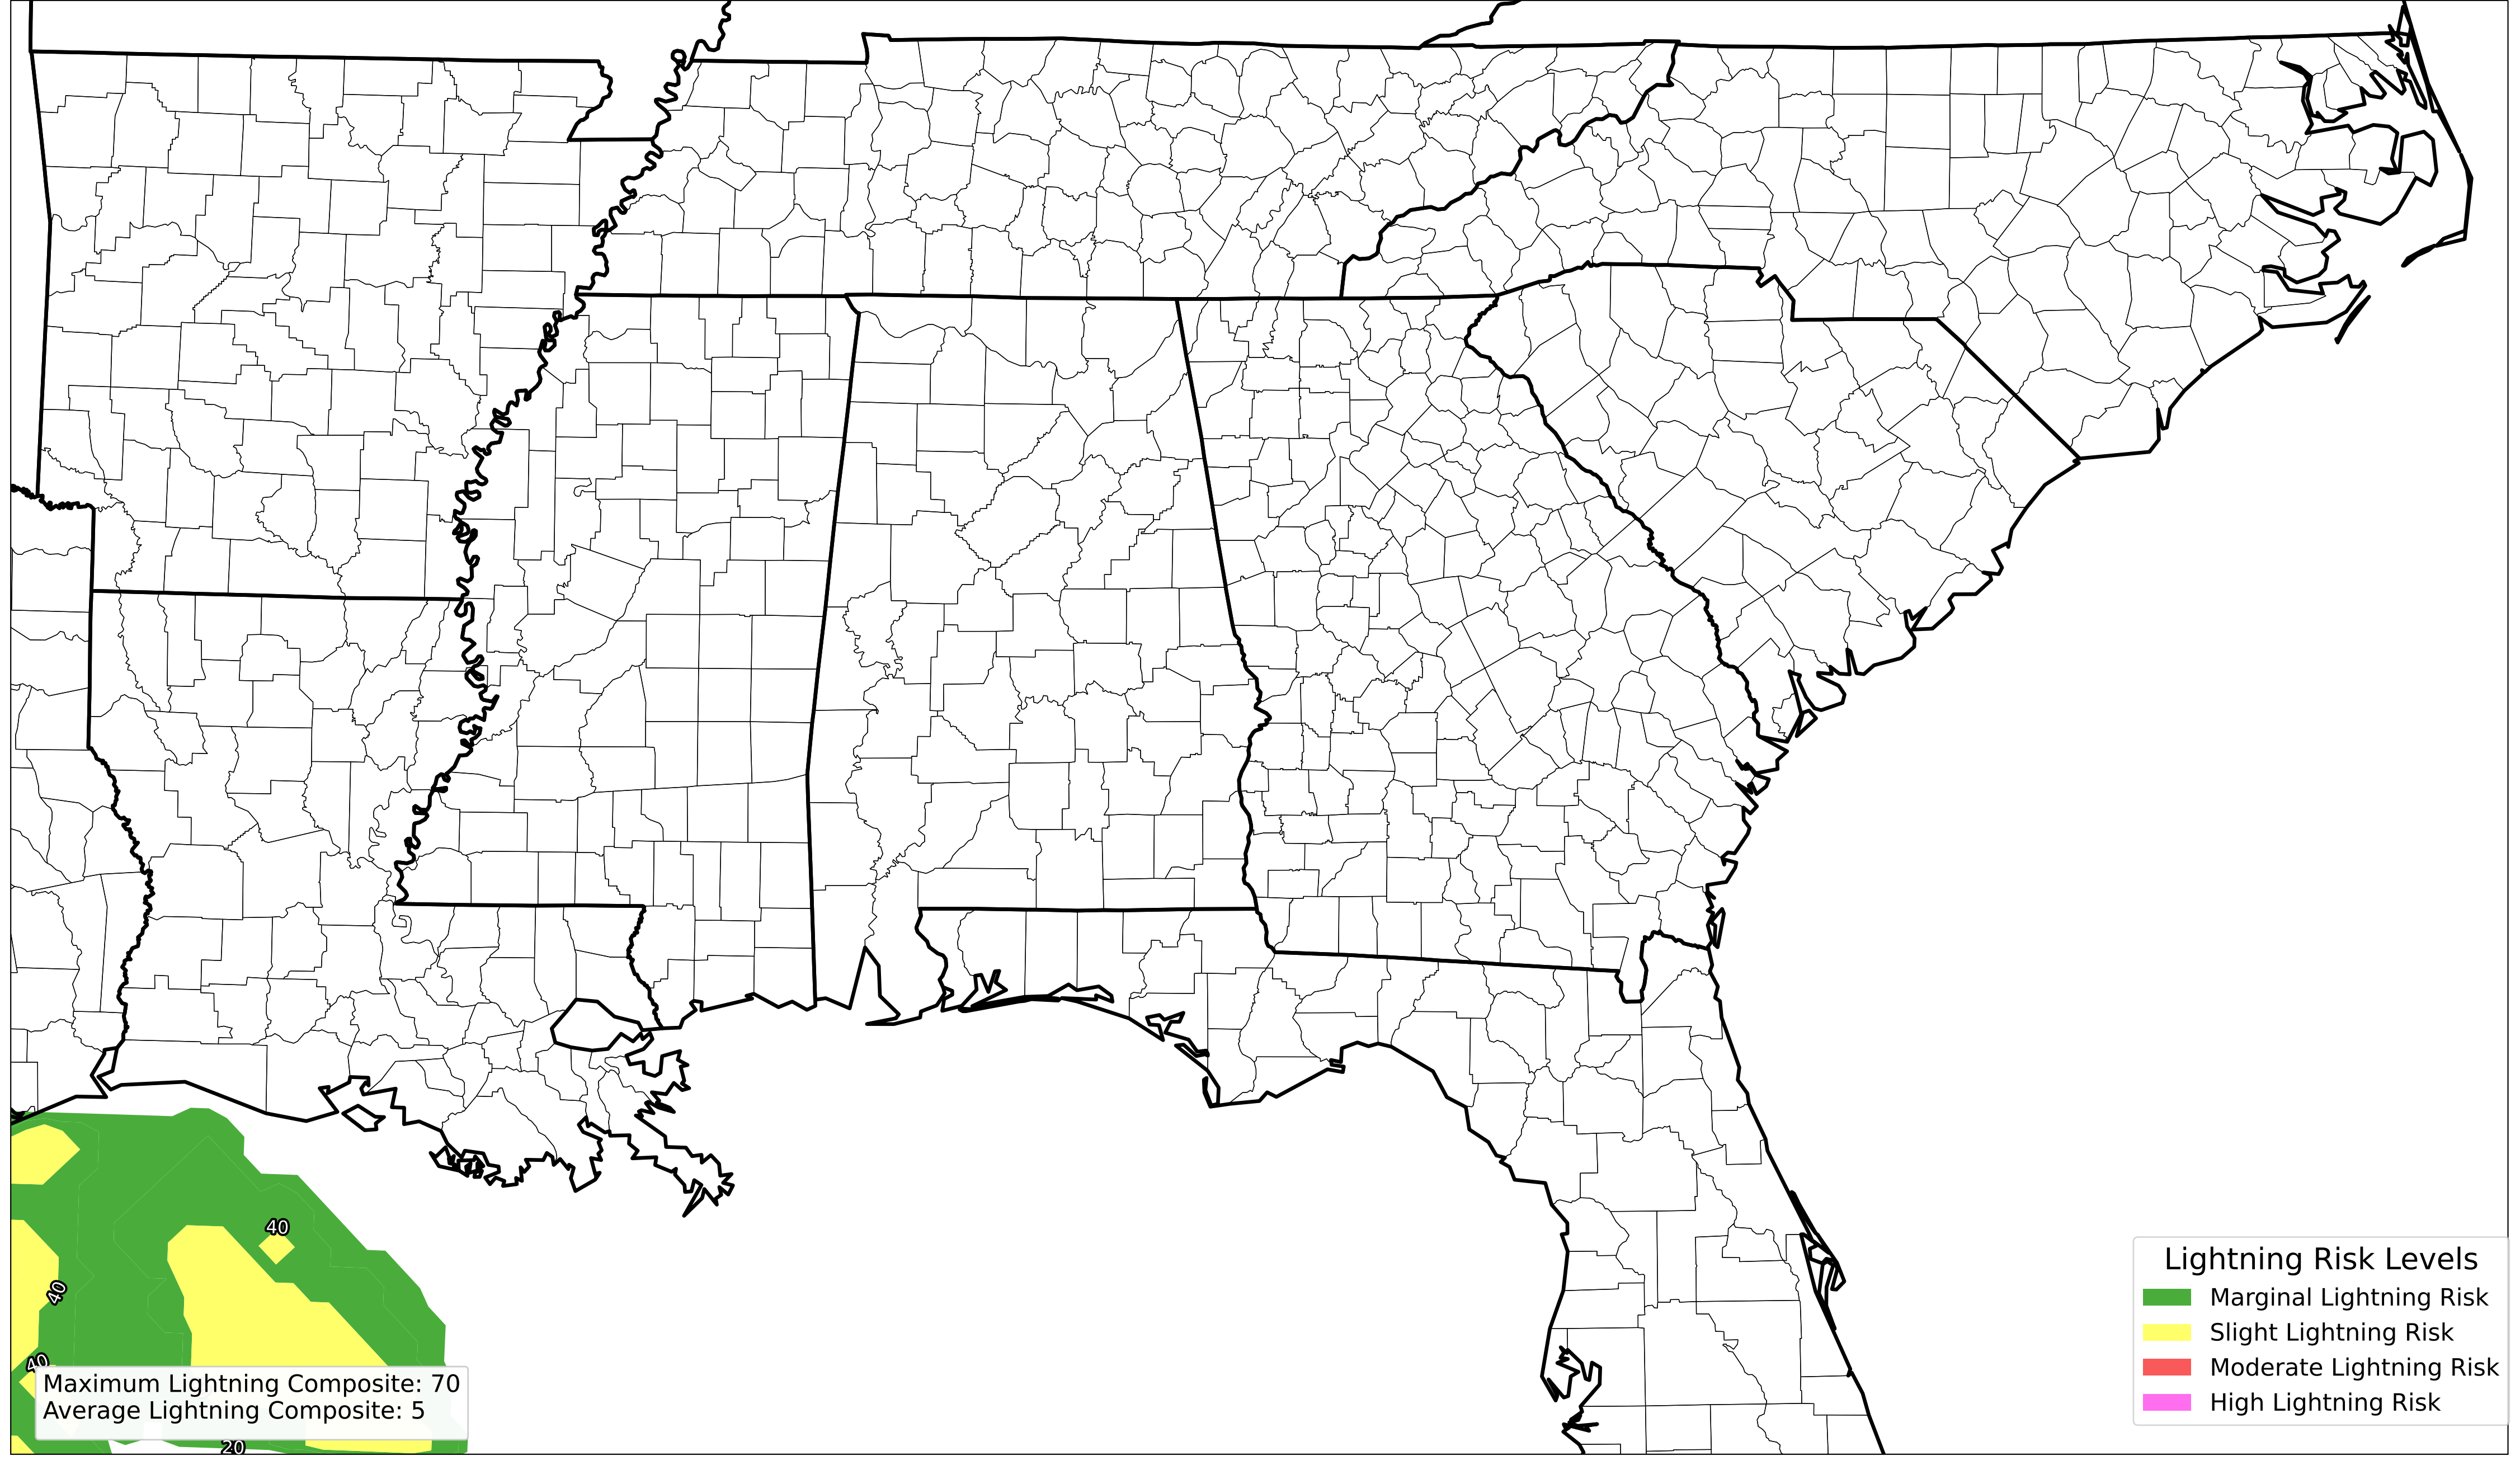 40
40
40
Maximum Lightning Composite: 70
Average Lightning Composite: 5
20
Lightning Risk Levels
Marginal Lightning Risk
Slight Lightning Risk
Moderate Lightning Risk
High Lightning Risk